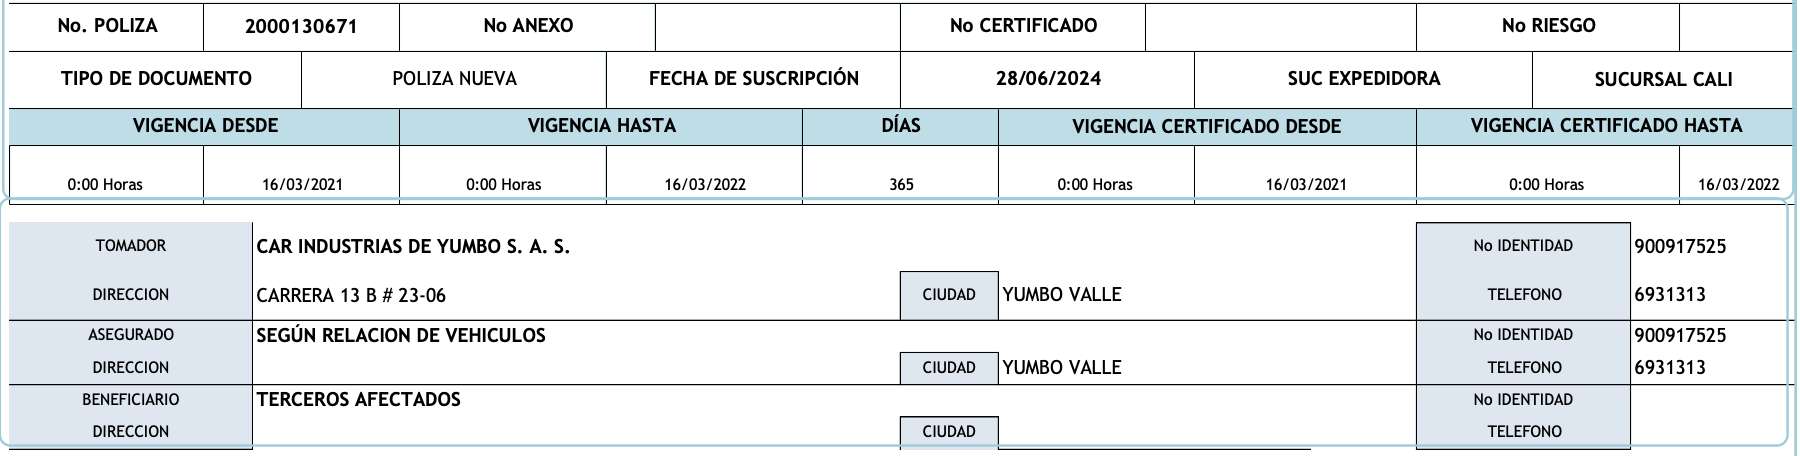 No. POLIZA 2000130671 No ANEXO No CERTIFICADO No RIESGO
TIPO DE DOCUMENTO POLIZA NUEVA FECHA DE SUSCRIPCIÓN 28/06/2024 SUC EXPEDIDORA SUCURSAL CALI
VIGENCIA DESDE VIGENCIA HASTA DÍAS VIGENCIA CERTIFICADO DESDE VIGENCIA CERTIFICADO HASTA
0:00 Horas 16/03/2021 0:00 Horas 16/03/2022 365 0:00 Horas 16/03/2021 0:00 Horas 16/03/2022
TOMADOR CAR INDUSTRIAS DE YUMBO S. A. S. No IDENTIDAD 900917525
DIRECCION CARRERA 13 B # 23-06 CIUDAD YUMBO VALLE TELEFONO 6931313
ASEGURADO SEGÚN RELACION DE VEHICULOS No IDENTIDAD 900917525
DIRECCION CIUDAD YUMBO VALLE TELEFONO 6931313
BENEFICIARIO TERCEROS AFECTADOS No IDENTIDAD
DIRECCION CIUDAD TELEFONO